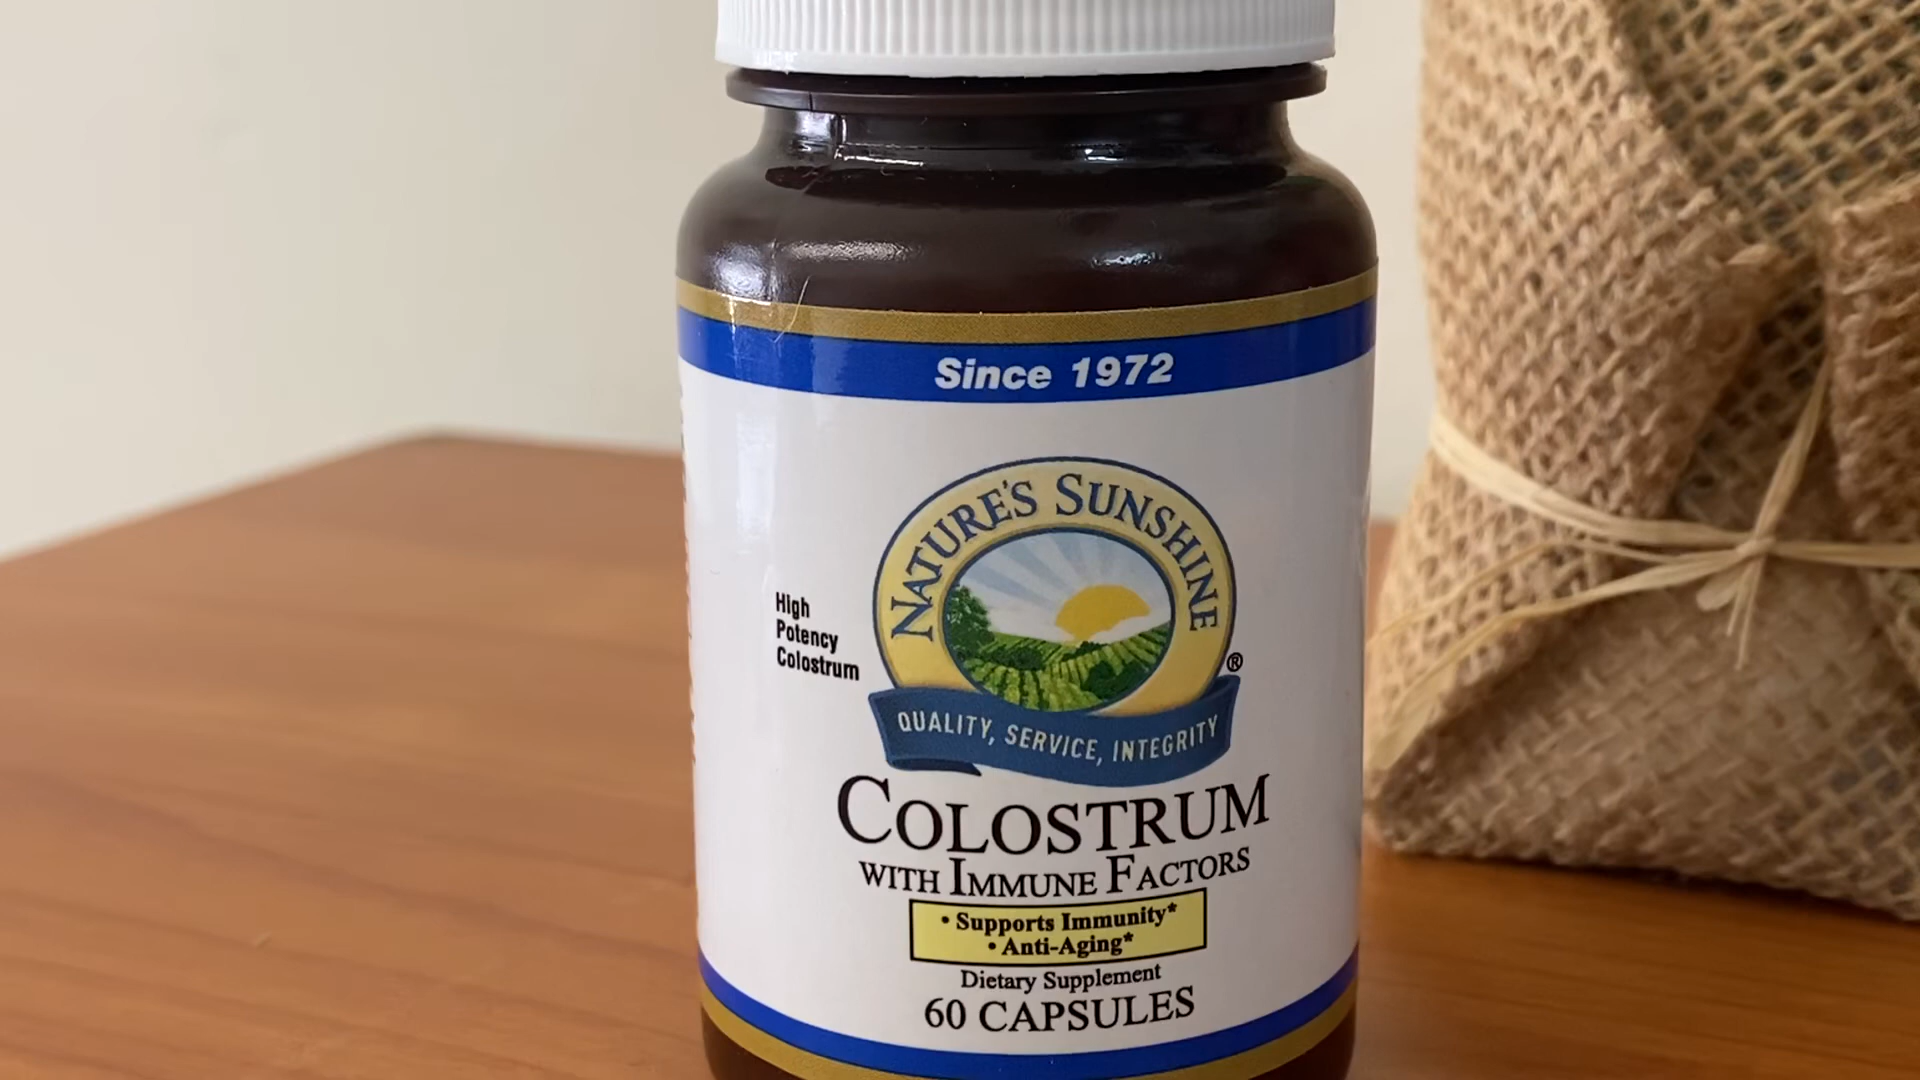 Since 1972
NATURE'S SUNSHINE
®
High
Potency
Colostrum
QUALITY, SERVICE, INTEGRITY
COLOSTRUM
WITH IMMUNE FACTORS
• Supports Immunity*
• Anti-Aging*
Dietary Supplement
60 CAPSULES